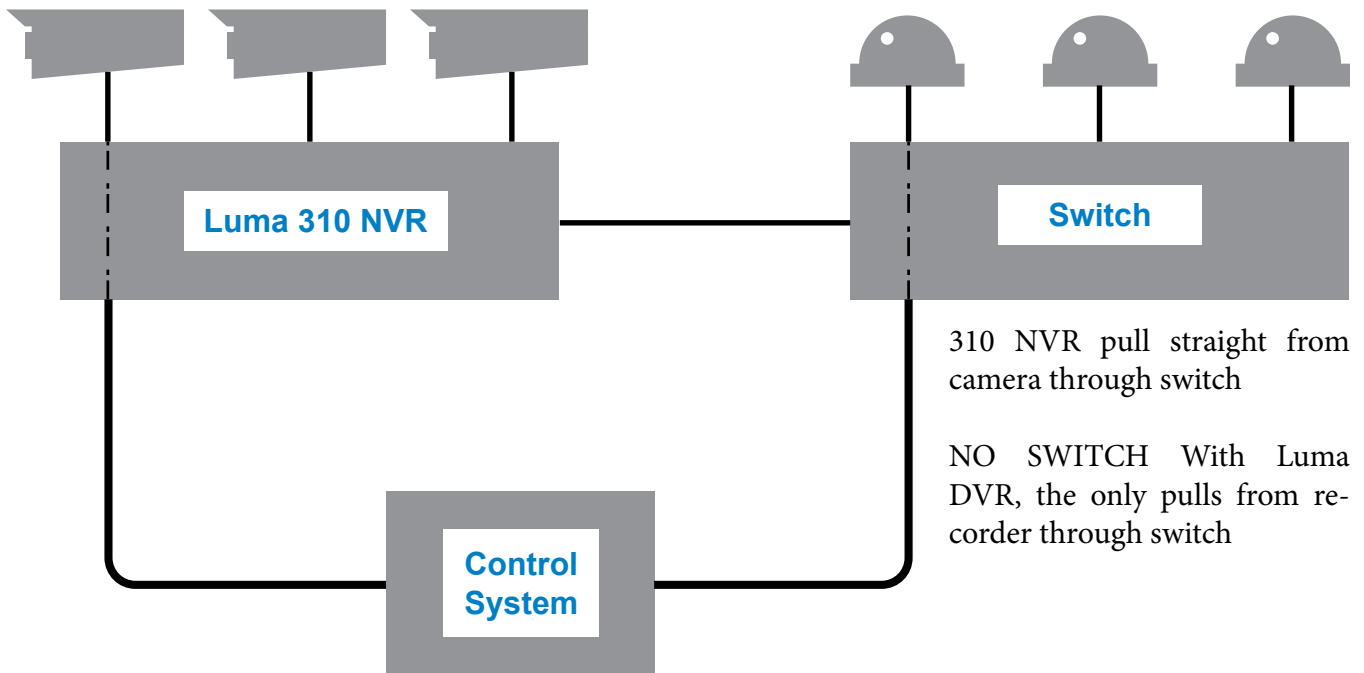 Luma 310 NVR
Switch
310 NVR pull straight from
camera through switch
NO SWITCH With Luma
DVR, the only pulls from re-
corder through switch
Control
System